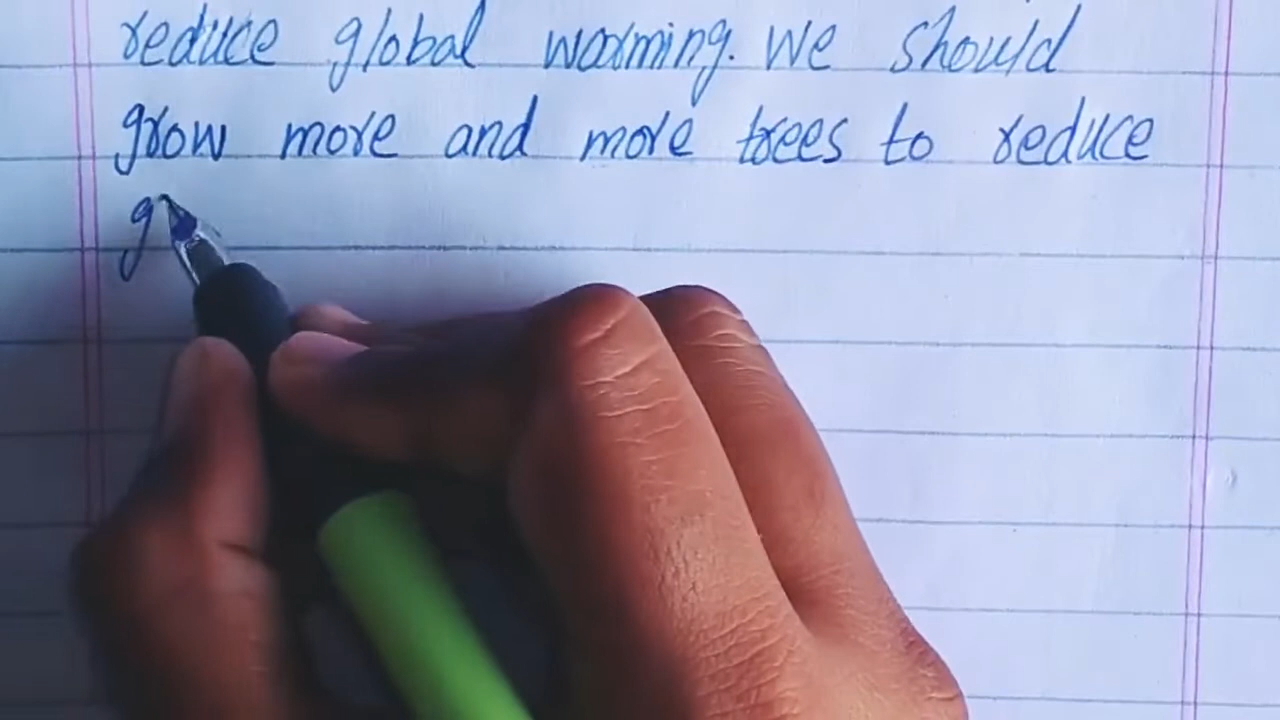 reduce global warming. We should
grow more and more trees to reduce
g